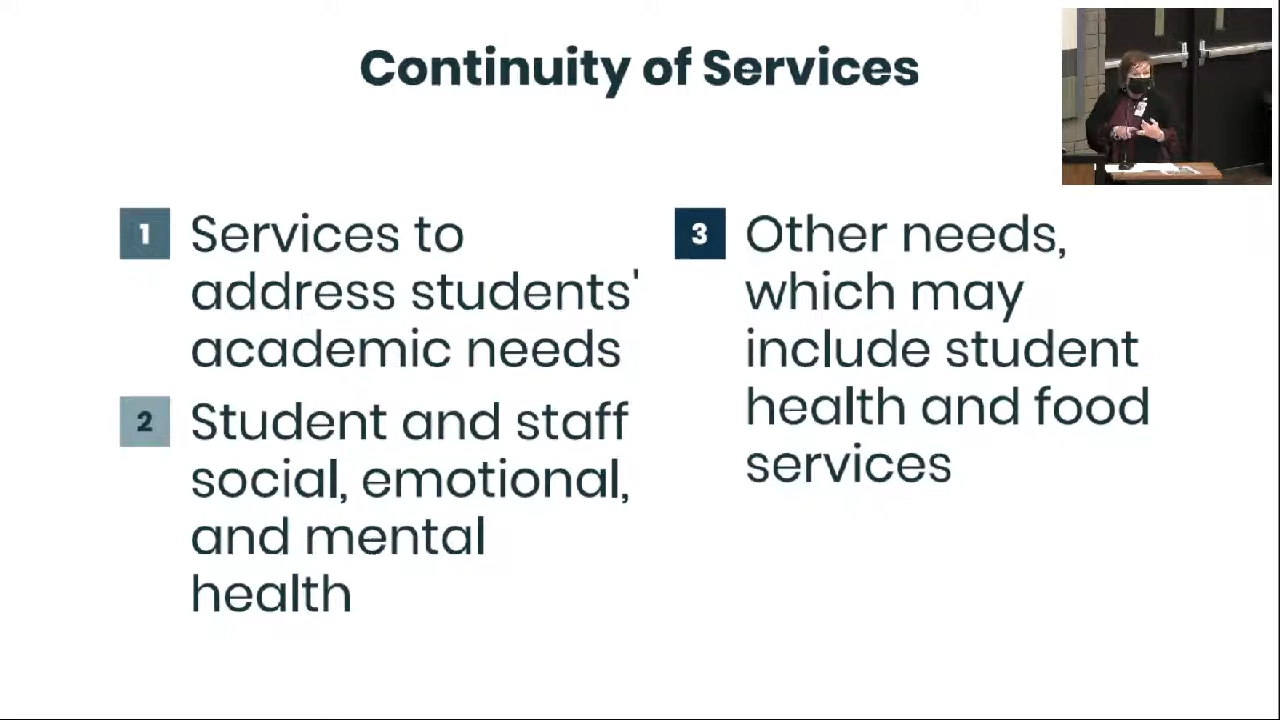 Continuity of Services
1 Services to
address students'
academic needs
2 Student and staff
social, emotional,
and mental
health
3 Other needs,
which may
include student
health and food
services